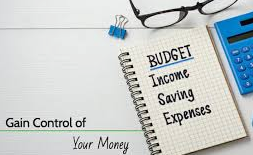 BUDGET
Income
Saving
Expenses
Gain Control of
Your Money